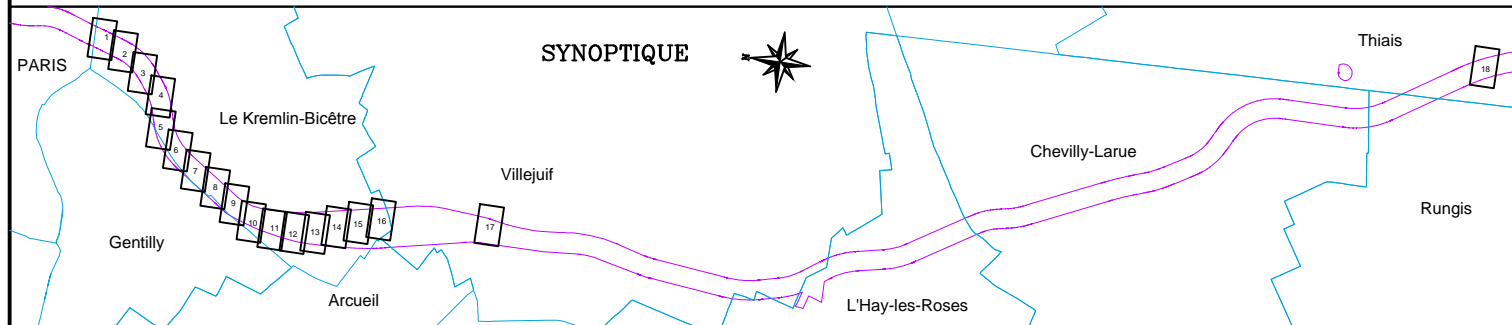 SYNOPTIQUE
N
PARIS
Le Kremlin-Bicêtre
Gentilly
Arcueil
Villejuif
L'Hay-les-Roses
Chevilly-Larue
Thiais
Rungis
1
2
3
4
5
6
7
8
9
10
11
12
13
14
15
16
17
18